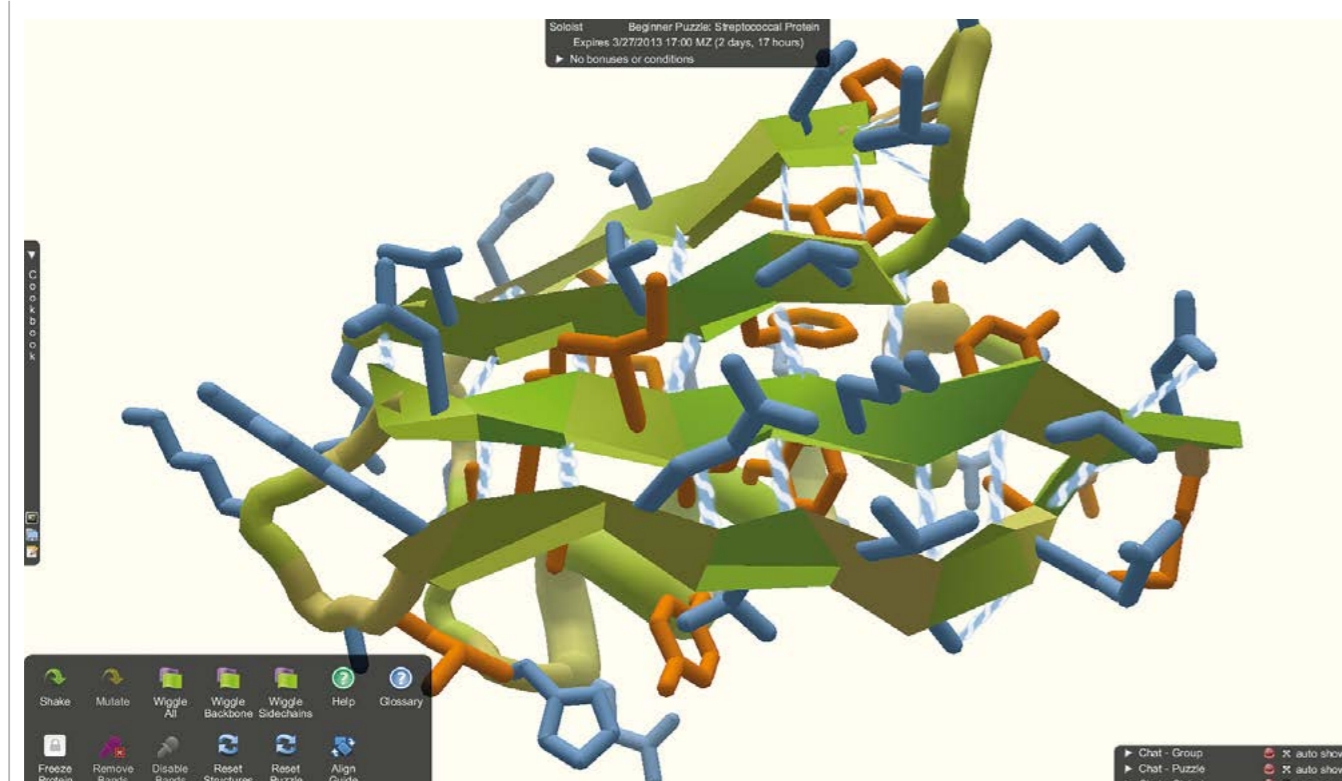 Soloist Beginner Puzzle: Streptococcal Protein
Expires 3/27/2013 17:00 MZ (2 days, 17 hours)
▶ No bonuses or conditions
Cookbook
Shake
Mutate
Wiggle All
Wiggle Backbone
Wiggle Sidechains
Help
Glossary
Freeze Protein
Remove Bands
Disable Bands
Reset Structures
Reset Puzzle
Align Guide
▶ Chat - Group auto show
▶ Chat - Puzzle auto show